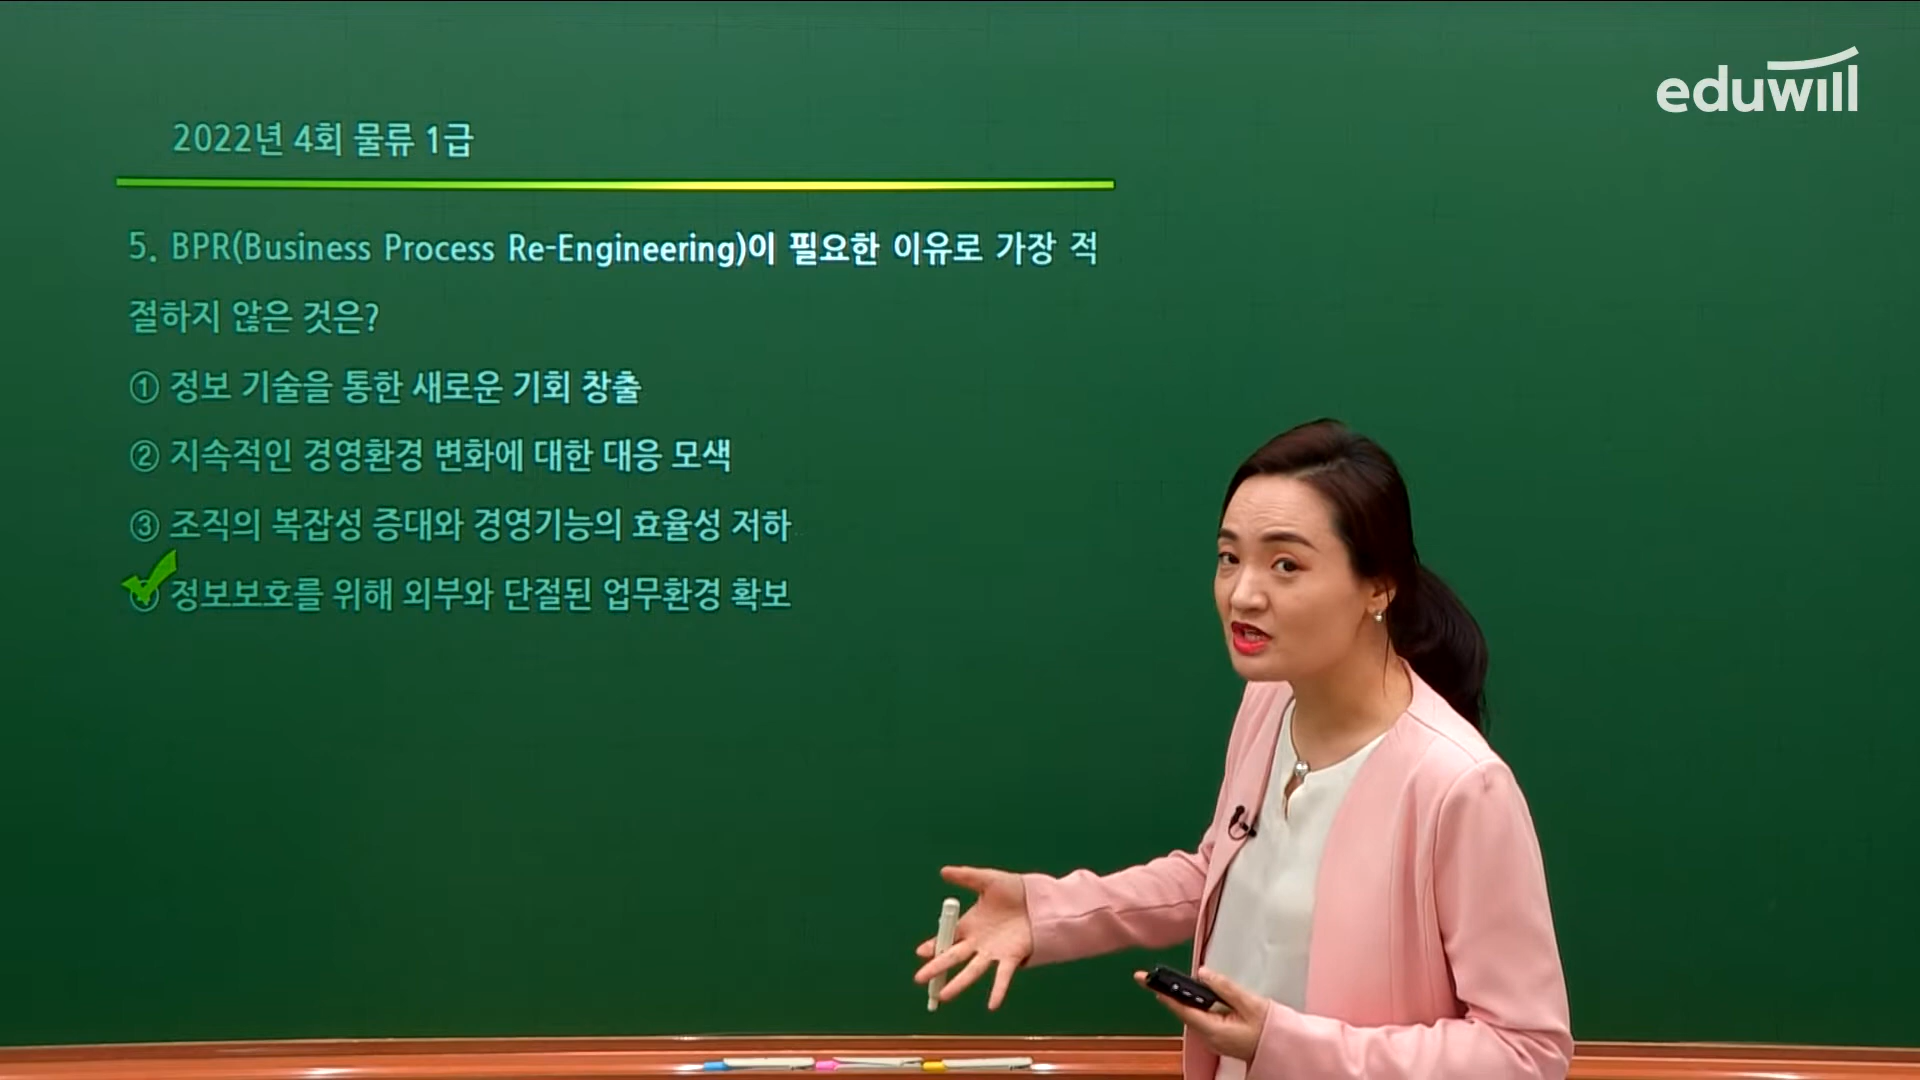 eduwill
2022년 4회 물류 1급
5. BPR(Business Process Re-Engineering)이 필요한 이유로 가장 적
절하지 않은 것은?
① 정보 기술을 통한 새로운 기회 창출
② 지속적인 경영환경 변화에 대한 대응 모색
③ 조직의 복잡성 증대와 경영기능의 효율성 저하
정보보호를 위해 외부와 단절된 업무환경 확보